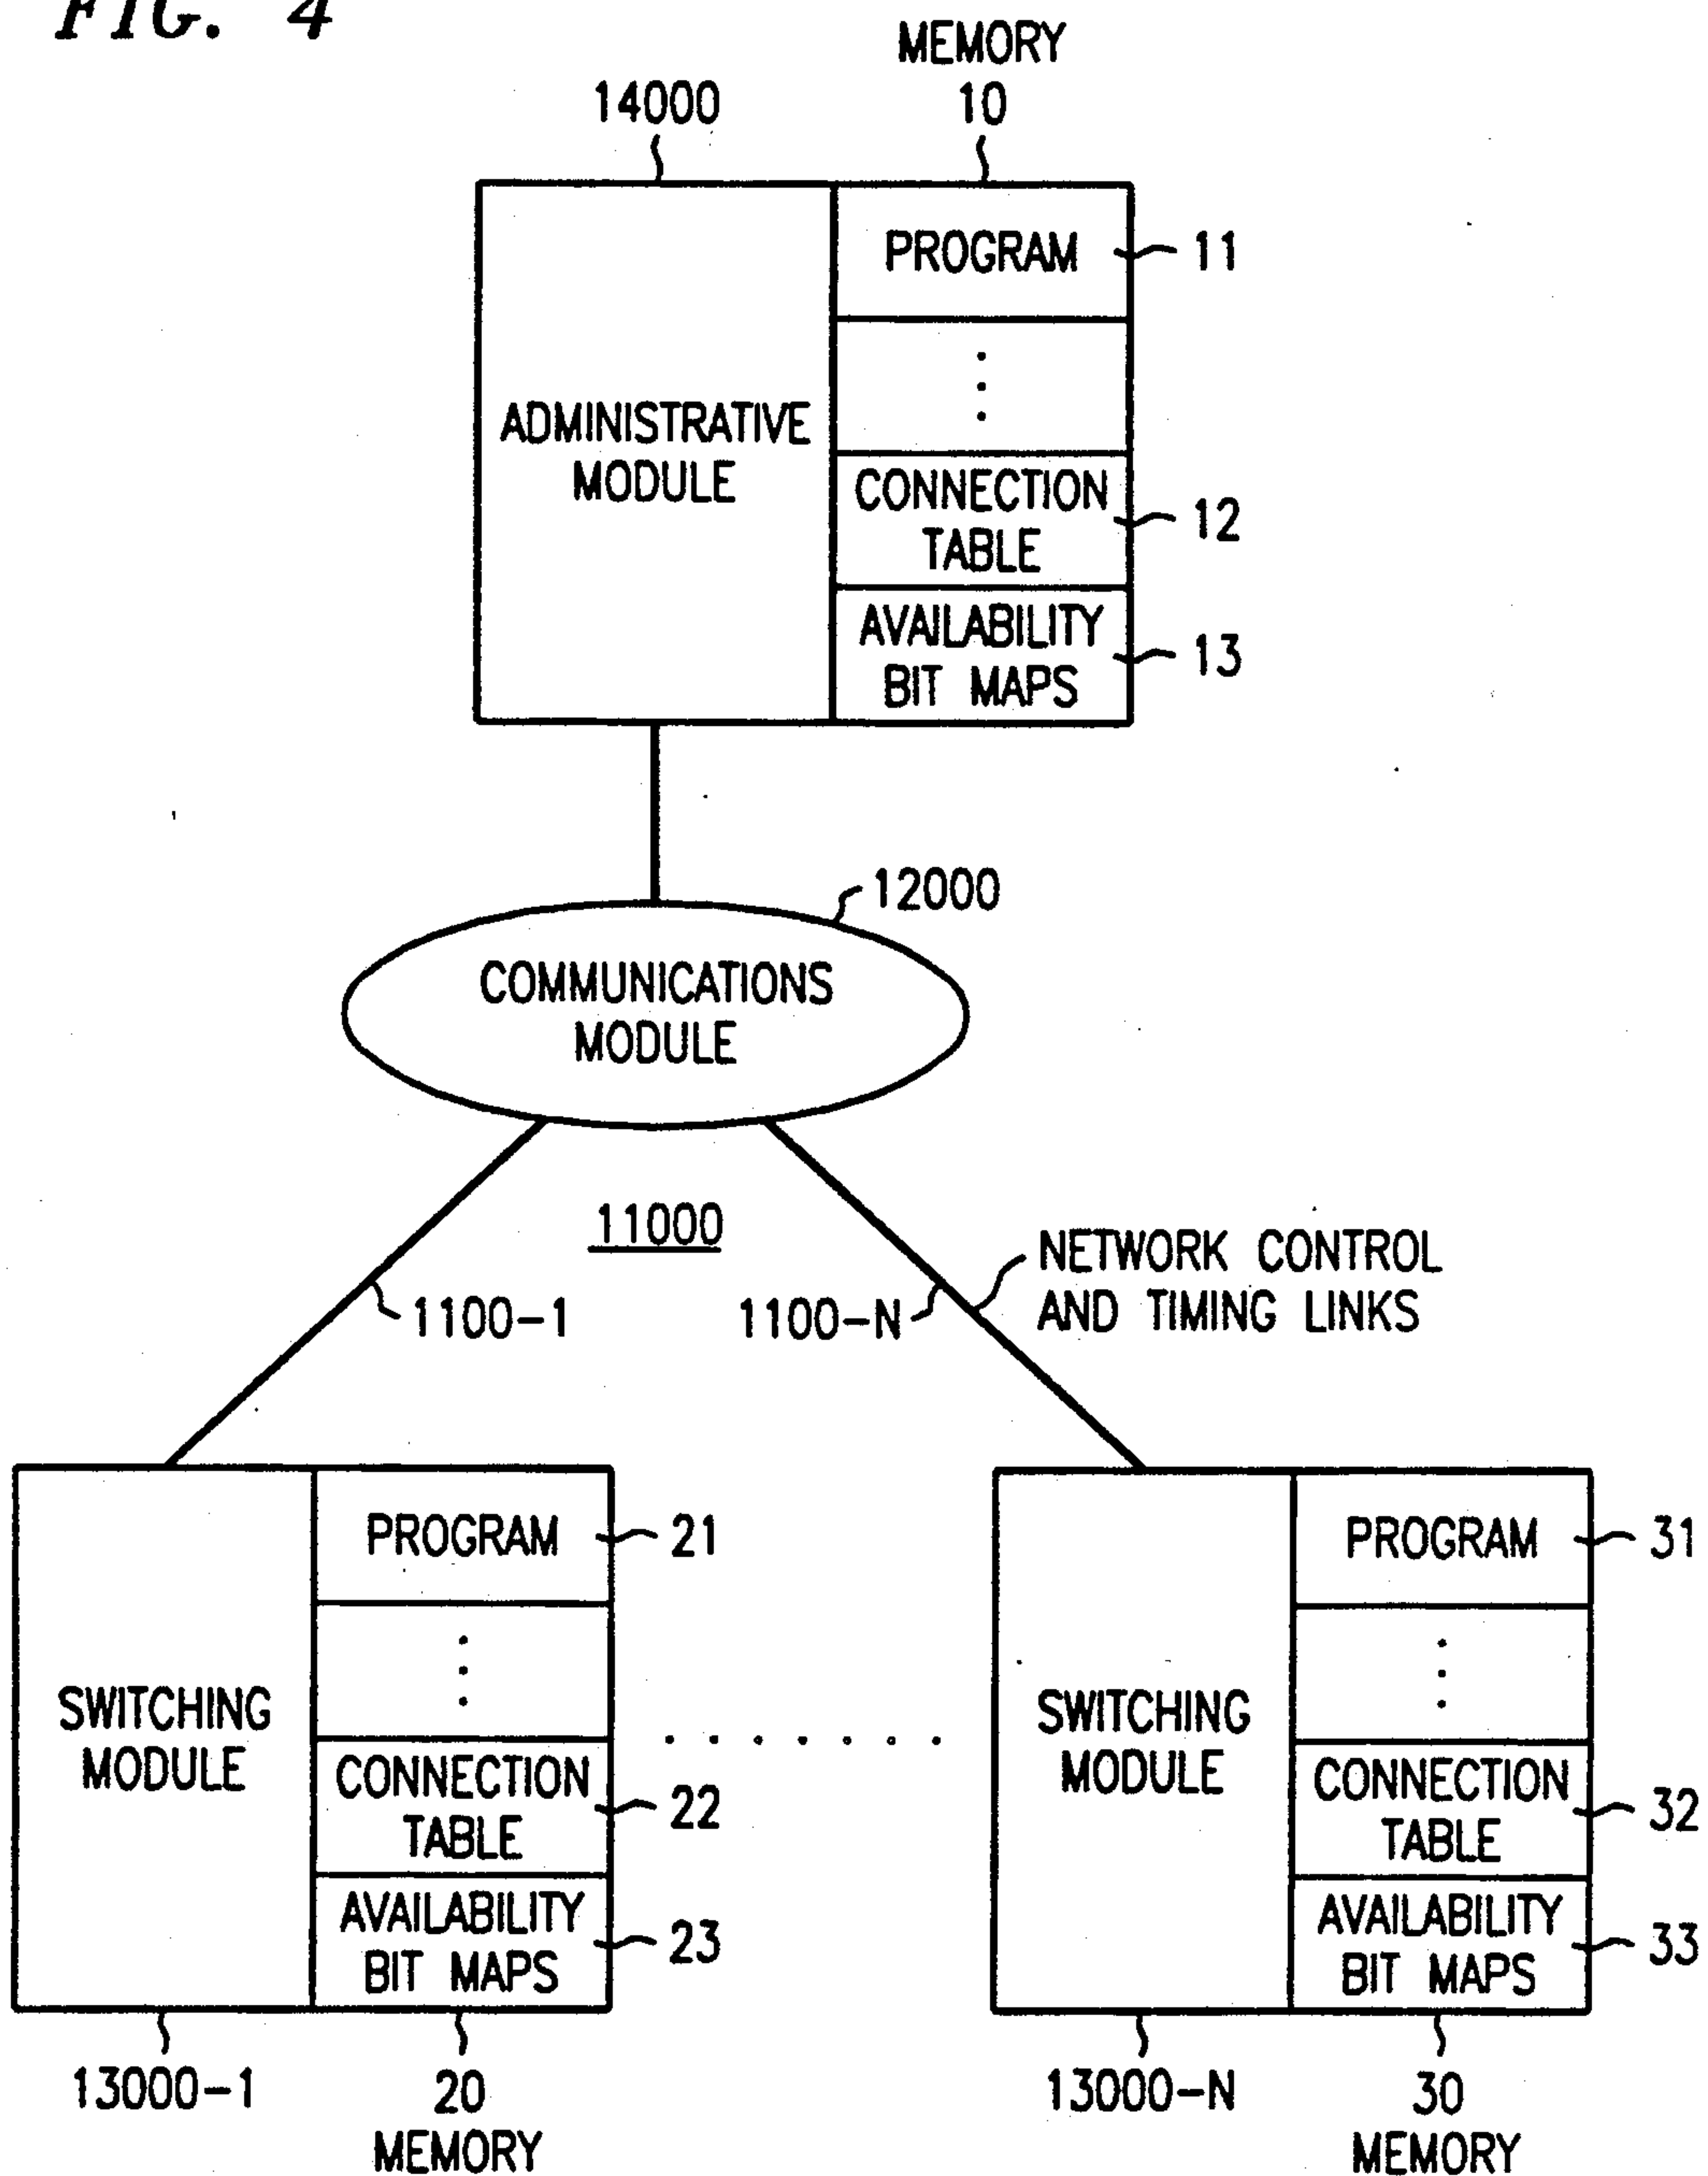 FIG. 4
MEMORY
14000
10
PROGRAM
11
ADMINISTRATIVE
MODULE
CONNECTION
TABLE
12
AVAILABILITY
BIT MAPS
13
12000
COMMUNICATIONS
MODULE
11000
1100-1
1100-N
NETWORK CONTROL
AND TIMING LINKS
SWITCHING
MODULE
PROGRAM
21
CONNECTION
TABLE
22
AVAILABILITY
BIT MAPS
23
13000-1
20
MEMORY
SWITCHING
MODULE
PROGRAM
31
CONNECTION
TABLE
32
AVAILABILITY
BIT MAPS
33
13000-N
30
MEMORY